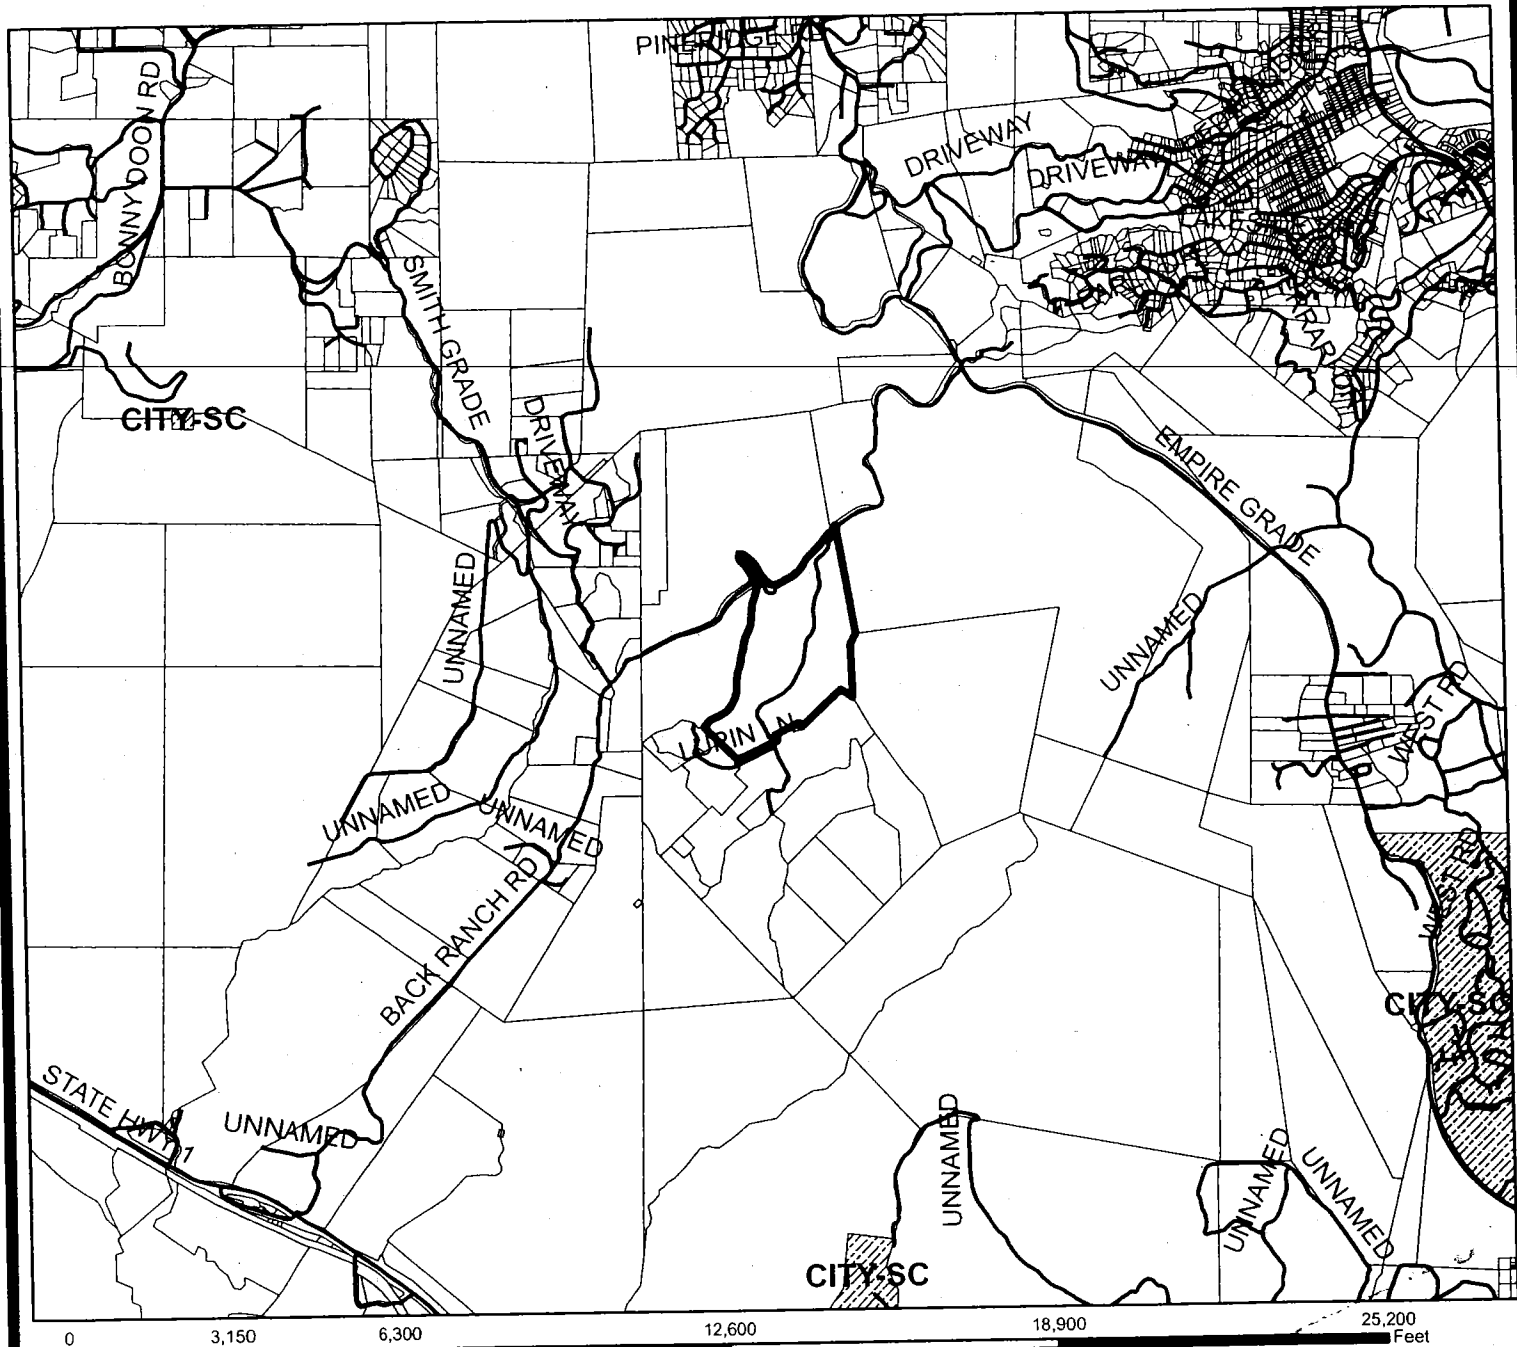 PINERIDGE
BONNY DOON RD
DRIVEWAY
DRIVEWAY
SMITH GRADE
CITY-SC
DRIVEWAY
EMPIRE GRADE
UNNAMED
UNNAMED
WEST RD
LUPIN LN
UNNAMED
UNNAMED
WEST RD
BACK RANCH RD
CITY-SC
STATE HWY 1
UNNAMED
UNNAMED
UNNAMED
UNNAMED
CITY-SC
0 3,150 6,300 12,600 18,900 25,200
Feet